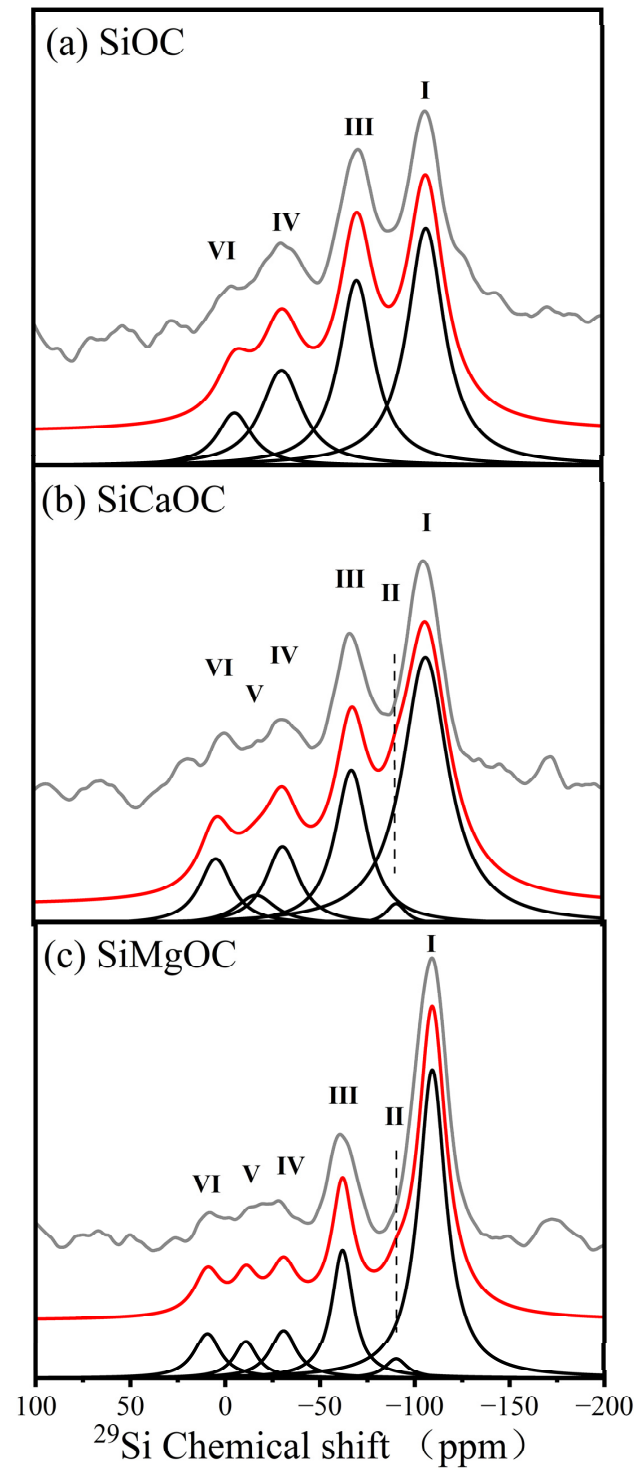 (a) SiOC
I
III
IV
VI
(b) SiCaOC
I
III
II
IV
VI
V
(c) SiMgOC
I
III
II
IV
V
VI
100 50 0 −50 −100 −150 −200
²⁹Si Chemical shift （ppm）